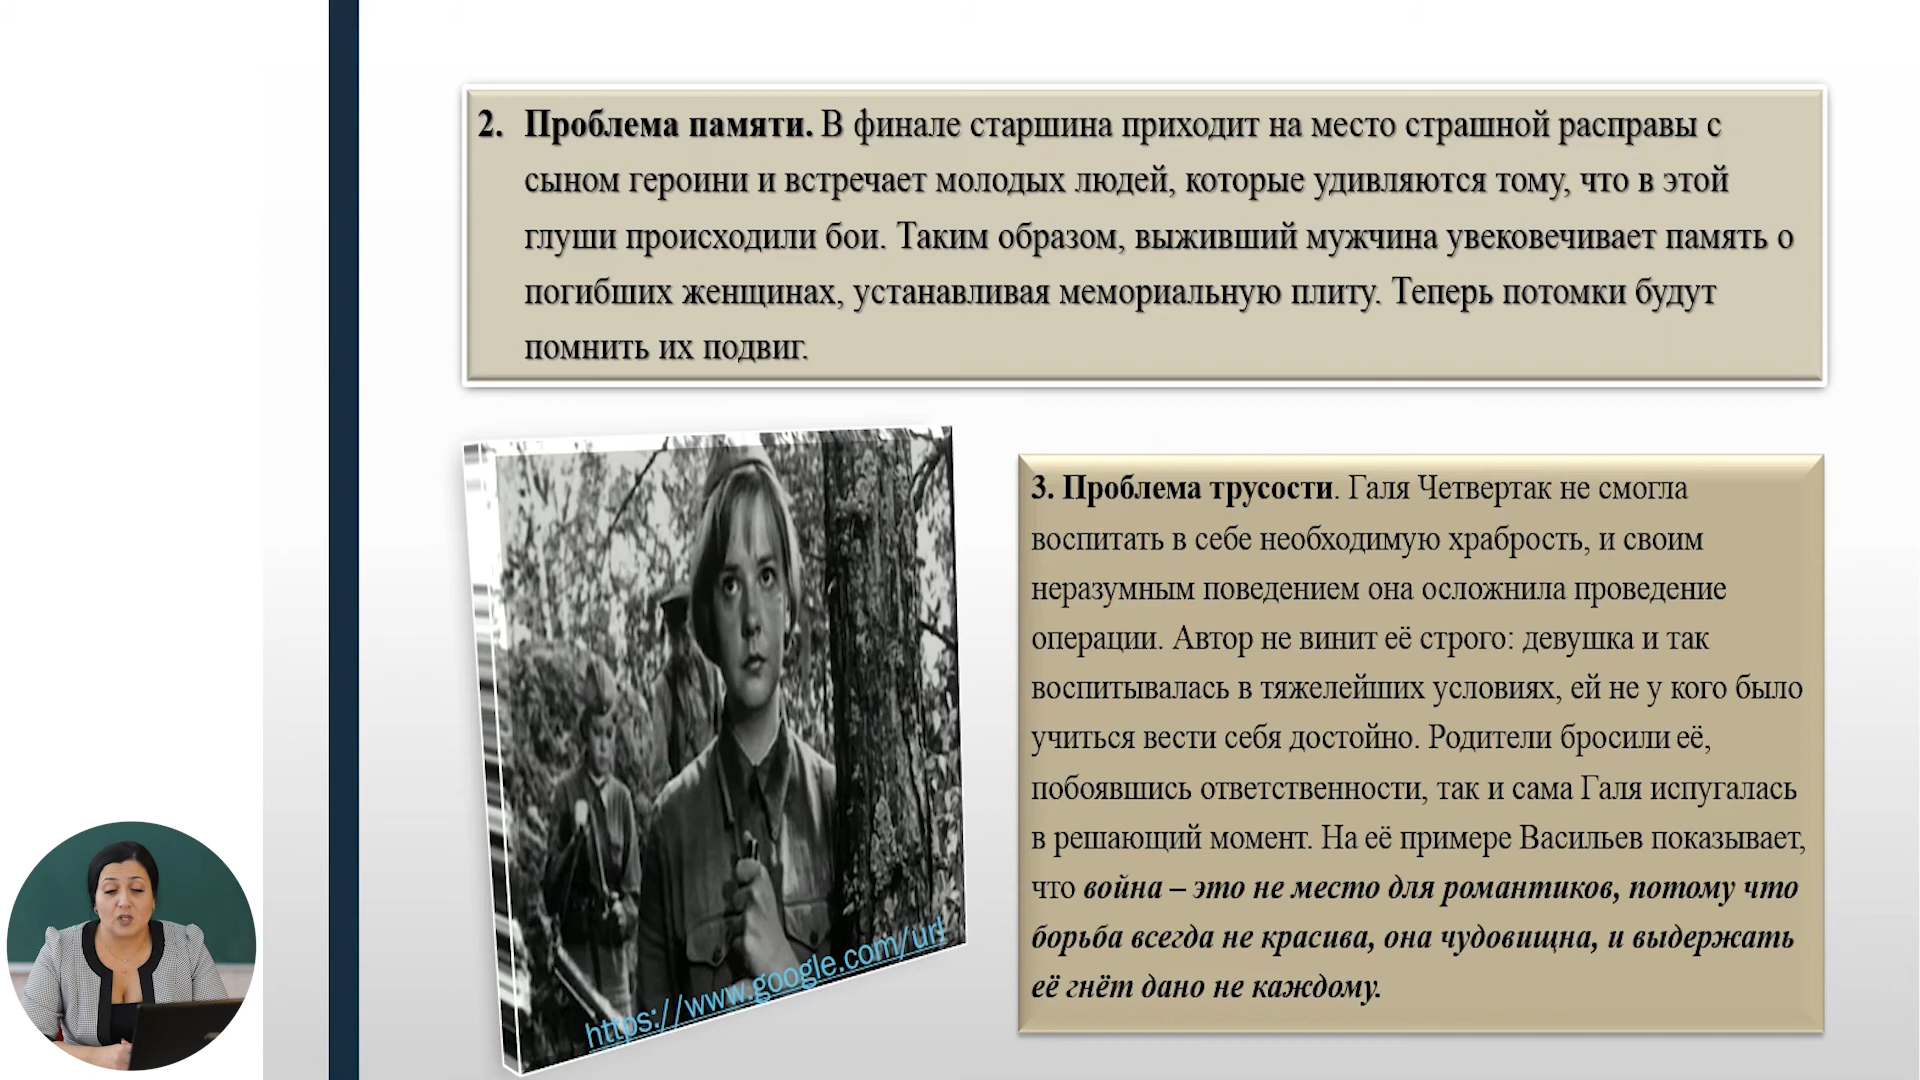 2. Проблема памяти. В финале старшина приходит на место страшной расправы с
сыном героини и встречает молодых людей, которые удивляются тому, что в этой
глуши происходили бои. Таким образом, выживший мужчина увековечивает память о
погибших женщинах, устанавливая мемориальную плиту. Теперь потомки будут
помнить их подвиг.
3. Проблема трусости. Галя Четвертак не смогла
воспитать в себе необходимую храбрость, и своим
неразумным поведением она осложнила проведение
операции. Автор не винит её строго: девушка и так
воспитывалась в тяжелейших условиях, ей не у кого было
учиться вести себя достойно. Родители бросили её,
побоявшись ответственности, так и сама Галя испугалась
в решающий момент. На её примере Васильев показывает,
что война – это не место для романтиков, потому что
борьба всегда не красива, она чудовищна, и выдержать
её гнёт дано не каждому.
https://www.google.com/url